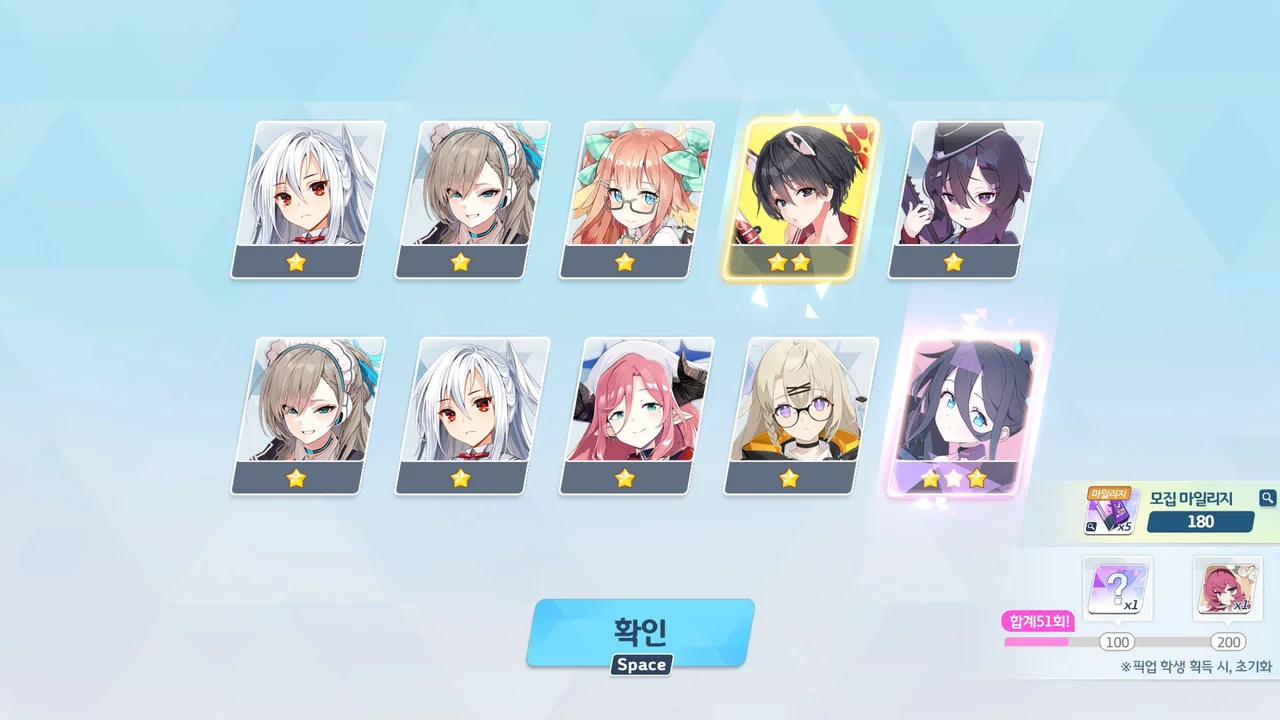 마일리지
x5
모집 마일리지
180
?
x1
x1
합계51회!
100
200
※픽업 학생 획득 시, 초기화
확인
Space